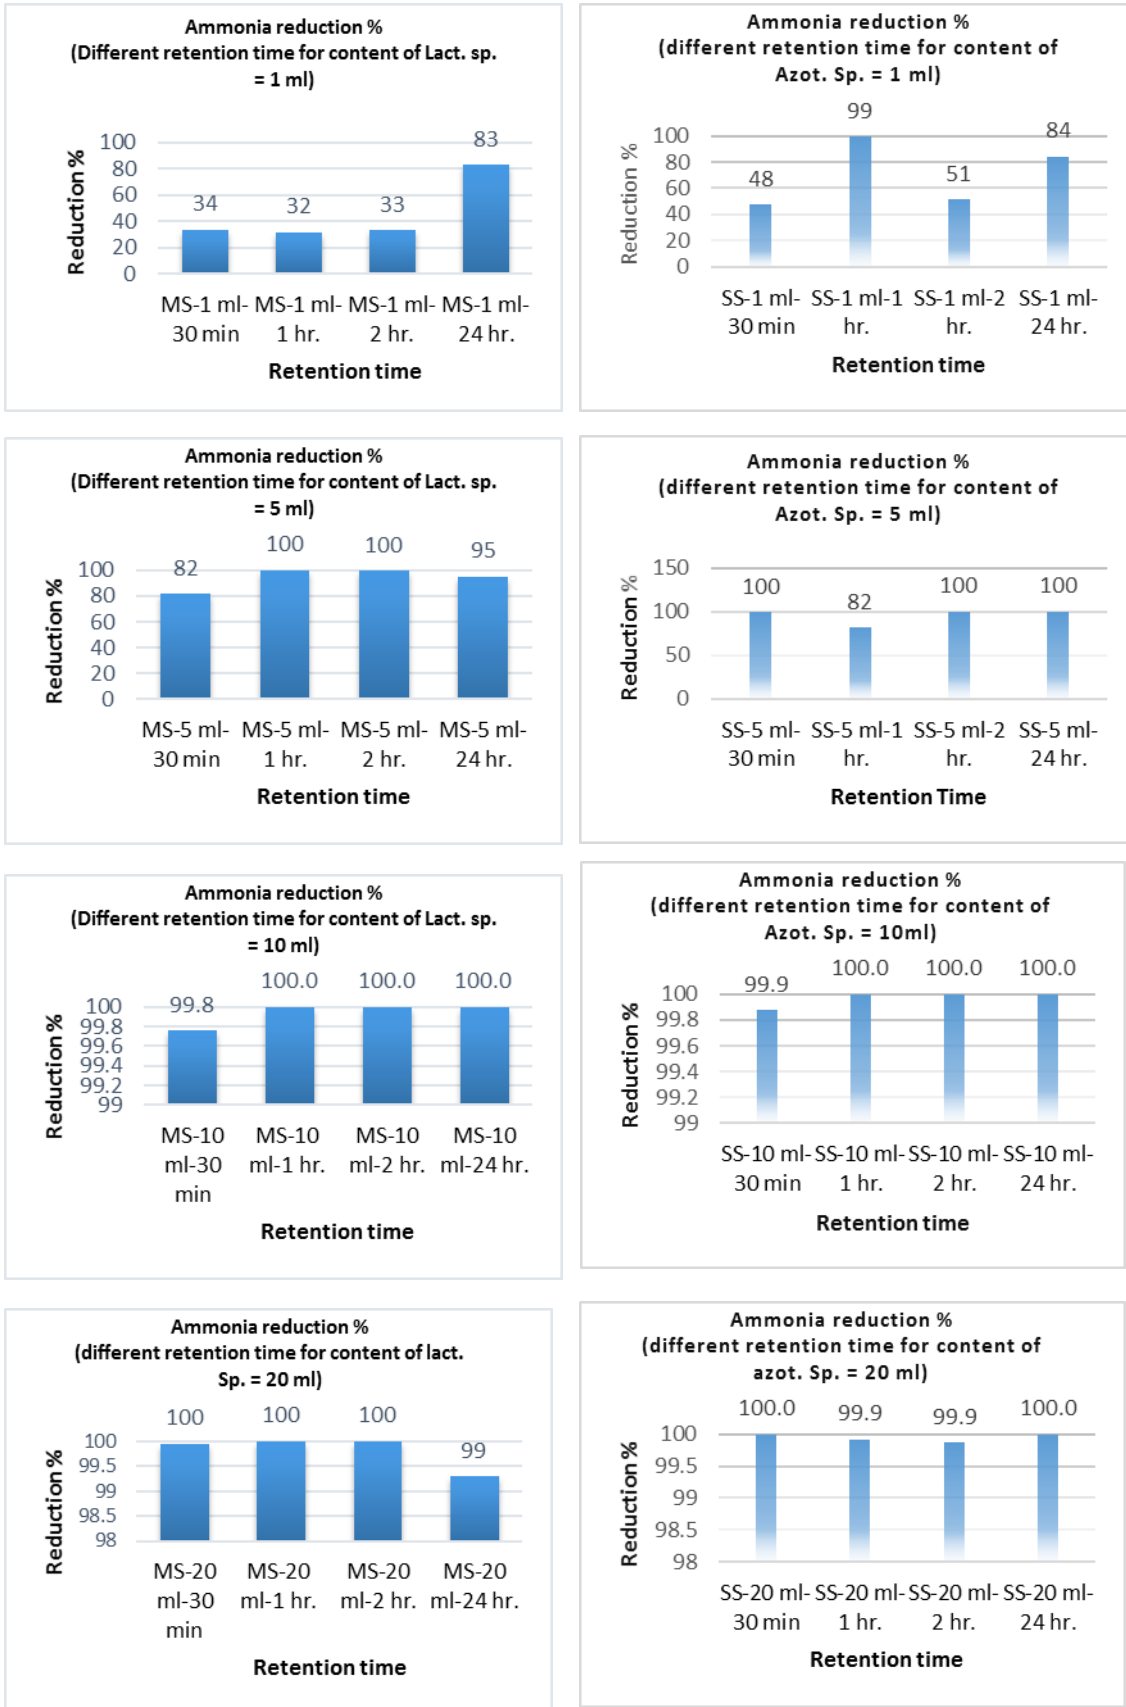 Ammonia reduction %
(Different retention time for content of Lact. sp.
= 1 ml)
Reduction %
100
80
60
40
20
0
34
32
33
83
MS-1 ml-30 min
MS-1 ml-1 hr.
MS-1 ml-2 hr.
MS-1 ml-24 hr.
Retention time
Ammonia reduction %
(different retention time for content of
Azot. Sp. = 1 ml)
Reduction %
100
80
60
40
20
0
48
99
51
84
SS-1 ml-30 min
SS-1 ml-1 hr.
SS-1 ml-2 hr.
SS-1 ml-24 hr.
Retention time
Ammonia reduction %
(Different retention time for content of Lact. sp.
= 5 ml)
Reduction %
100
80
60
40
20
0
82
100
100
95
MS-5 ml-30 min
MS-5 ml-1 hr.
MS-5 ml-2 hr.
MS-5 ml-24 hr.
Retention time
Ammonia reduction %
(different retention time for content of
Azot. Sp. = 5 ml)
Reduction %
150
100
50
0
100
82
100
100
SS-5 ml-30 min
SS-5 ml-1 hr.
SS-5 ml-2 hr.
SS-5 ml-24 hr.
Retention Time
Ammonia reduction %
(Different retention time for content of Lact. sp.
= 10 ml)
Reduction %
100
99.8
99.6
99.4
99.2
99
99.8
100.0
100.0
100.0
MS-10 ml-30 min
MS-10 ml-1 hr.
MS-10 ml-2 hr.
MS-10 ml-24 hr.
Retention time
Ammonia reduction %
(different retention time for content of
Azot. Sp. = 10ml)
Reduction %
100
99.8
99.6
99.4
99.2
99
99.9
100.0
100.0
100.0
SS-10 ml-30 min
SS-10 ml-1 hr.
SS-10 ml-2 hr.
SS-10 ml-24 hr.
Retention time
Ammonia reduction %
(different retention time for content of lact.
Sp. = 20 ml)
Reduction %
100
99.5
99
98.5
98
100
100
100
99
MS-20 ml-30 min
MS-20 ml-1 hr.
MS-20 ml-2 hr.
MS-20 ml-24 hr.
Retention time
Ammonia reduction %
(different retention time for content of
azot. Sp. = 20 ml)
Reduction %
100
99.5
99
98.5
98
100.0
99.9
99.9
100.0
SS-20 ml-30 min
SS-20 ml-1 hr.
SS-20 ml-2 hr.
SS-20 ml-24 hr.
Retention time